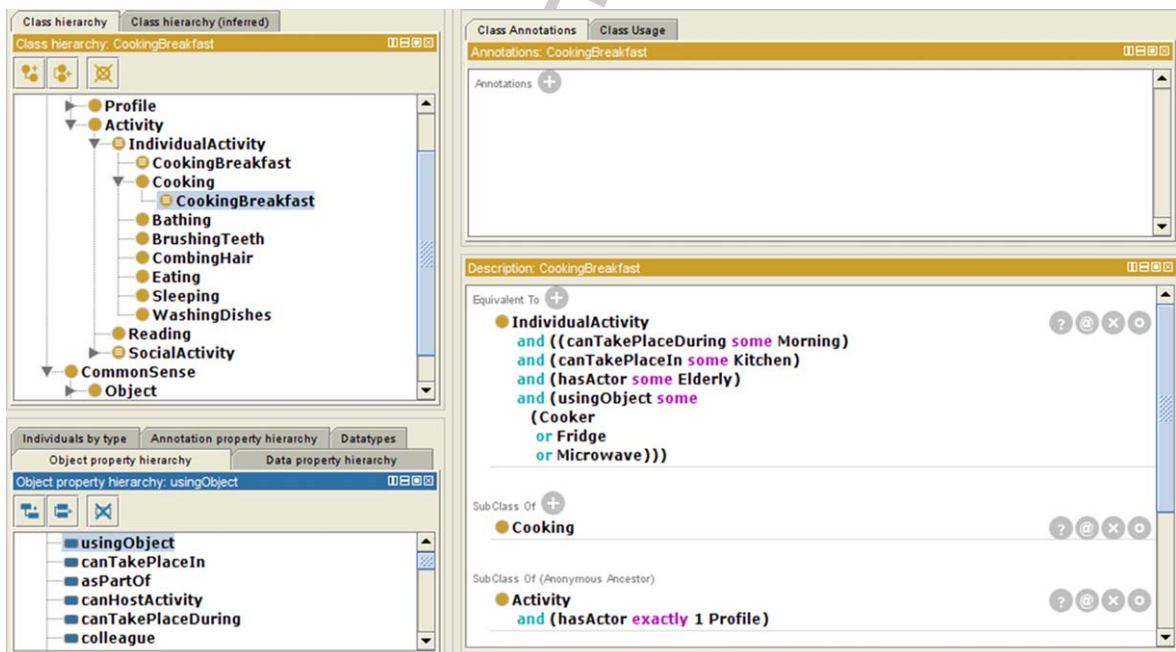 Class hierarchy Class hierarchy (inferred)
Class hierarchy: CookingBreakfast
Profile
Activity
IndividualActivity
CookingBreakfast
Cooking
CookingBreakfast
Bathing
BrushingTeeth
CombingHair
Eating
Sleeping
WashingDishes
Reading
SocialActivity
CommonSense
Object
Individuals by type Annotation property hierarchy Datatypes
Object property hierarchy Data property hierarchy
Object property hierarchy: usingObject
usingObject
canTakePlaceIn
asPartOf
canHostActivity
canTakePlaceDuring
colleague
Class Annotations Class Usage
Annotations: CookingBreakfast
Annotations
Description: CookingBreakfast
Equivalent To
IndividualActivity
and ((canTakePlaceDuring some Morning)
and (canTakePlaceIn some Kitchen)
and (hasActor some Elderly)
and (usingObject some
(Cooker
or Fridge
or Microwave)))
SubClass Of
Cooking
SubClass Of (Anonymous Ancestor)
Activity
and (hasActor exactly 1 Profile)